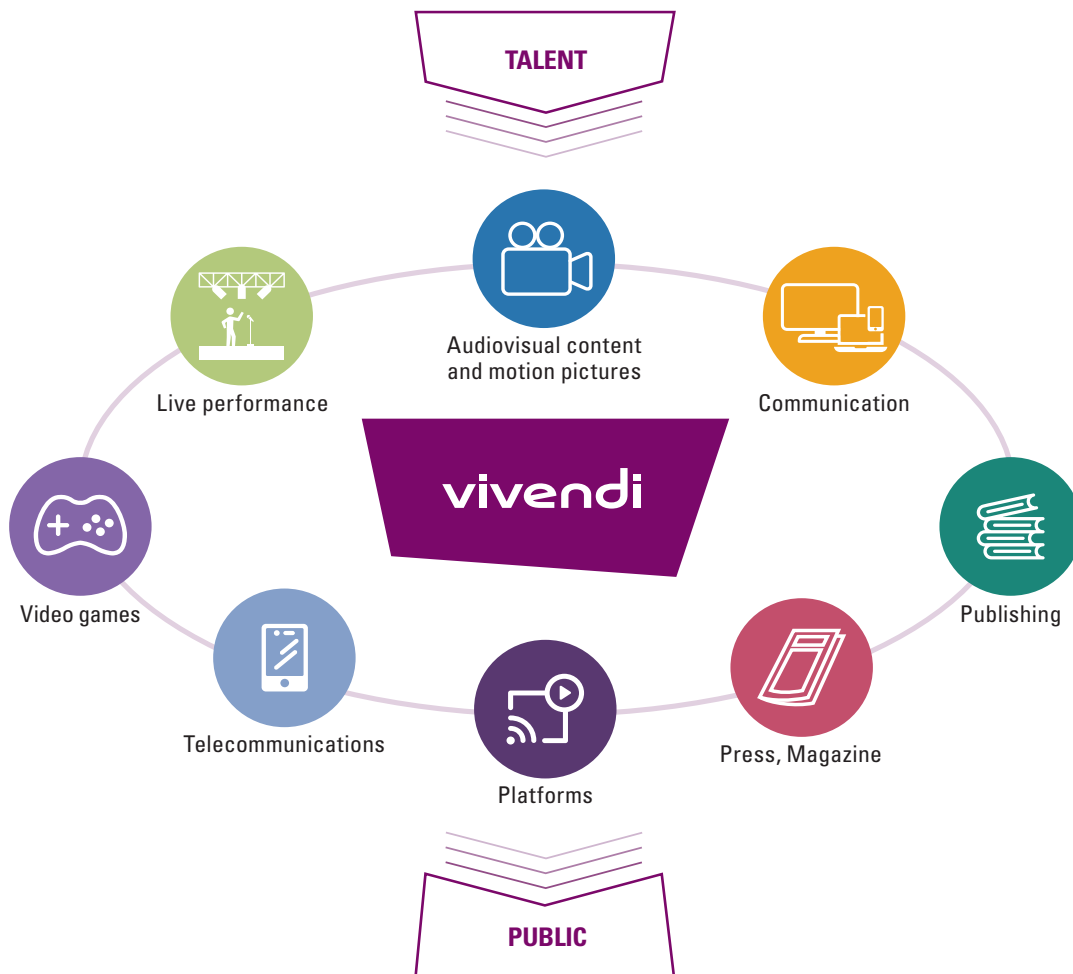 TALENT
Audiovisual content
and motion pictures
Live performance
Communication
vivendi
Video games
Publishing
Telecommunications
Press, Magazine
Platforms
PUBLIC